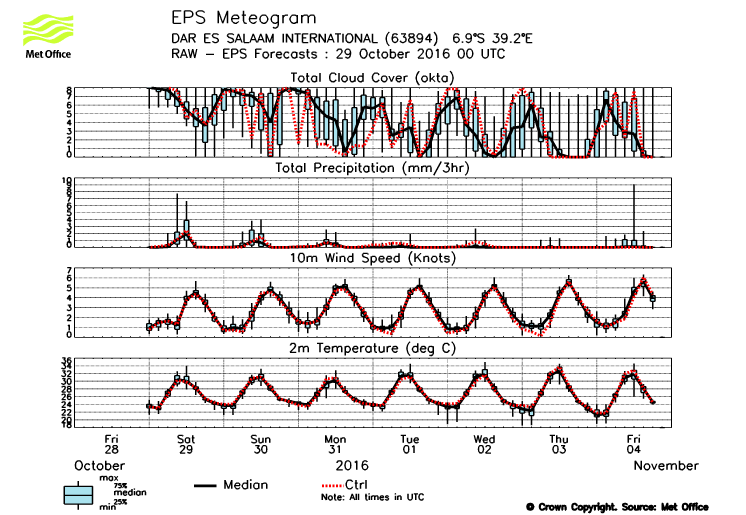 EPS Meteogram
Met Office
DAR ES SALAAM INTERNATIONAL (63894) 6.9°S 39.2°E
RAW – EPS Forecasts : 29 October 2016 00 UTC
Total Cloud Cover (okta)
8
7
6
5
4
3
2
1
0
Total Precipitation (mm/3hr)
10
9
8
7
6
5
4
3
2
1
0
10m Wind Speed (Knots)
7
6
5
4
3
2
1
0
2m Temperature (deg C)
36
34
32
30
28
26
24
22
20
18
Fri Sat Sun Mon Tue Wed Thu Fri
28 29 30 31 01 02 03 04
October 2016 November
max
75%
median
25%
min
Median
Ctrl
Note: All times in UTC
© Crown Copyright. Source: Met Office